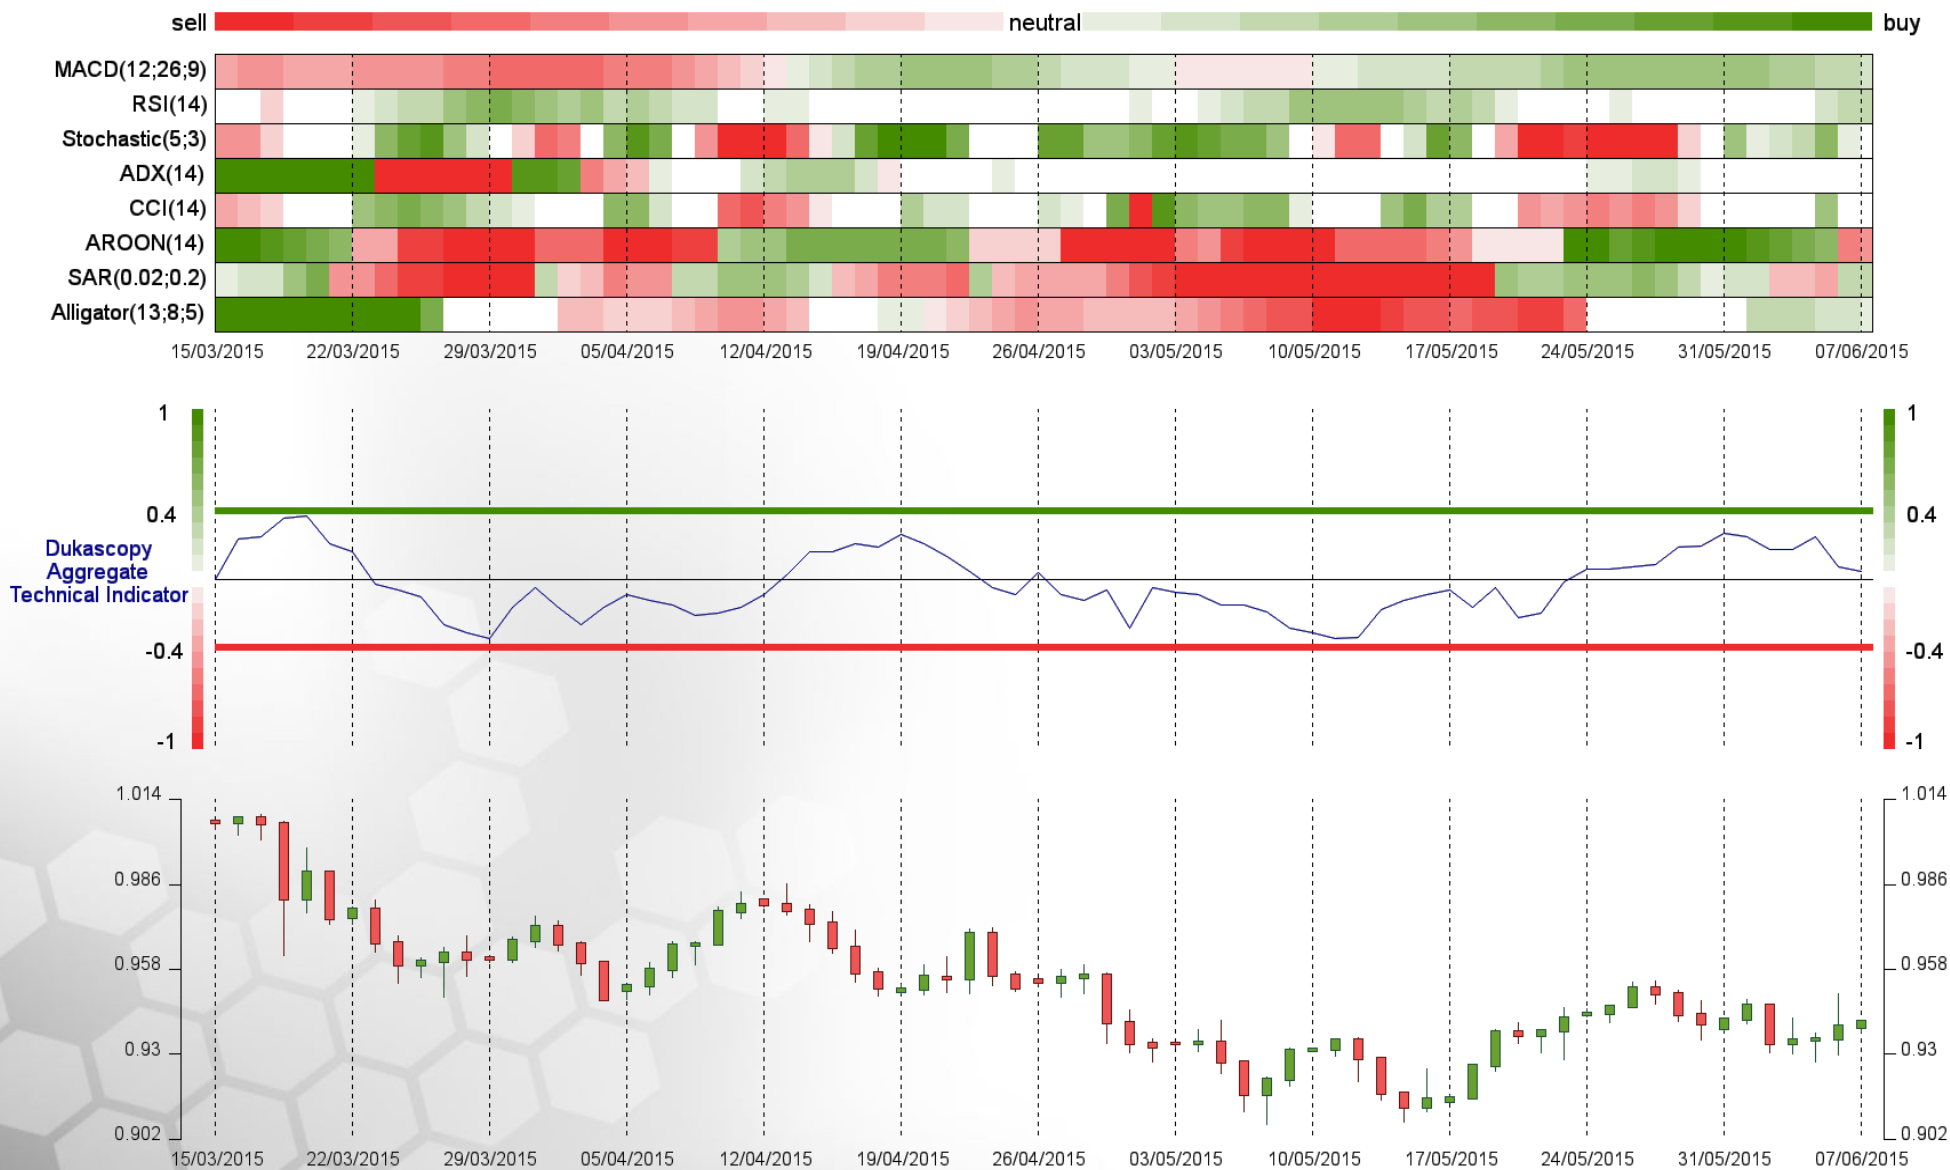 sell neutral buy
MACD(12;26;9)
RSI(14)
Stochastic(5;3)
ADX(14)
CCI(14)
AROON(14)
SAR(0.02;0.2)
Alligator(13;8;5)
15/03/2015 22/03/2015 29/03/2015 05/04/2015 12/04/2015 19/04/2015 26/04/2015 03/05/2015 10/05/2015 17/05/2015 24/05/2015 31/05/2015 07/06/2015
1 1
0.4 0.4
Dukascopy
Aggregate
Technical Indicator
-0.4 -0.4
-1 -1
1.014 1.014
0.986 0.986
0.958 0.958
0.93 0.93
0.902 0.902
15/03/2015 22/03/2015 29/03/2015 05/04/2015 12/04/2015 19/04/2015 26/04/2015 03/05/2015 10/05/2015 17/05/2015 24/05/2015 31/05/2015 07/06/2015